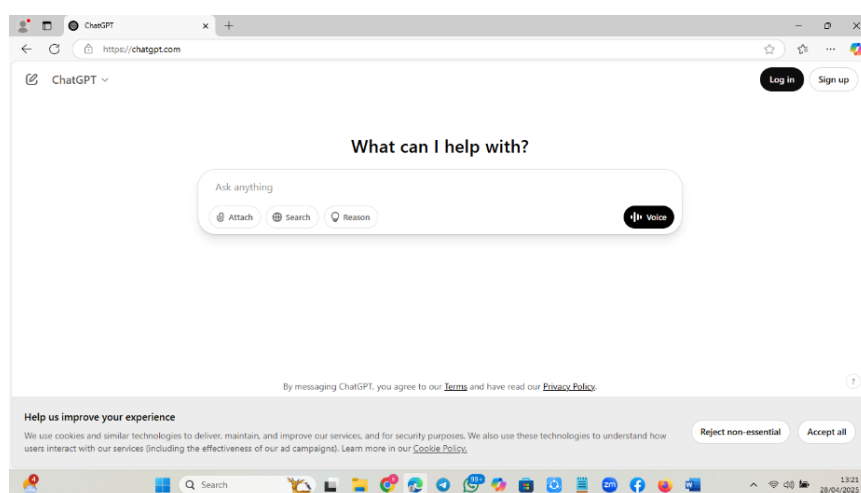 ChatGPT
https://chatgpt.com
ChatGPT
Log in
Sign up
What can I help with?
Ask anything
Attach
Search
Reason
Voice
By messaging ChatGPT, you agree to our Terms and have read our Privacy Policy.
?
Help us improve your experience
We use cookies and similar technologies to deliver, maintain, and improve our services, and for security purposes. We also use these technologies to understand how
users interact with our services (including the effectiveness of our ad campaigns). Learn more in our Cookie Policy.
Reject non-essential
Accept all
Search
99+
zm
W
13:21
28/04/2025